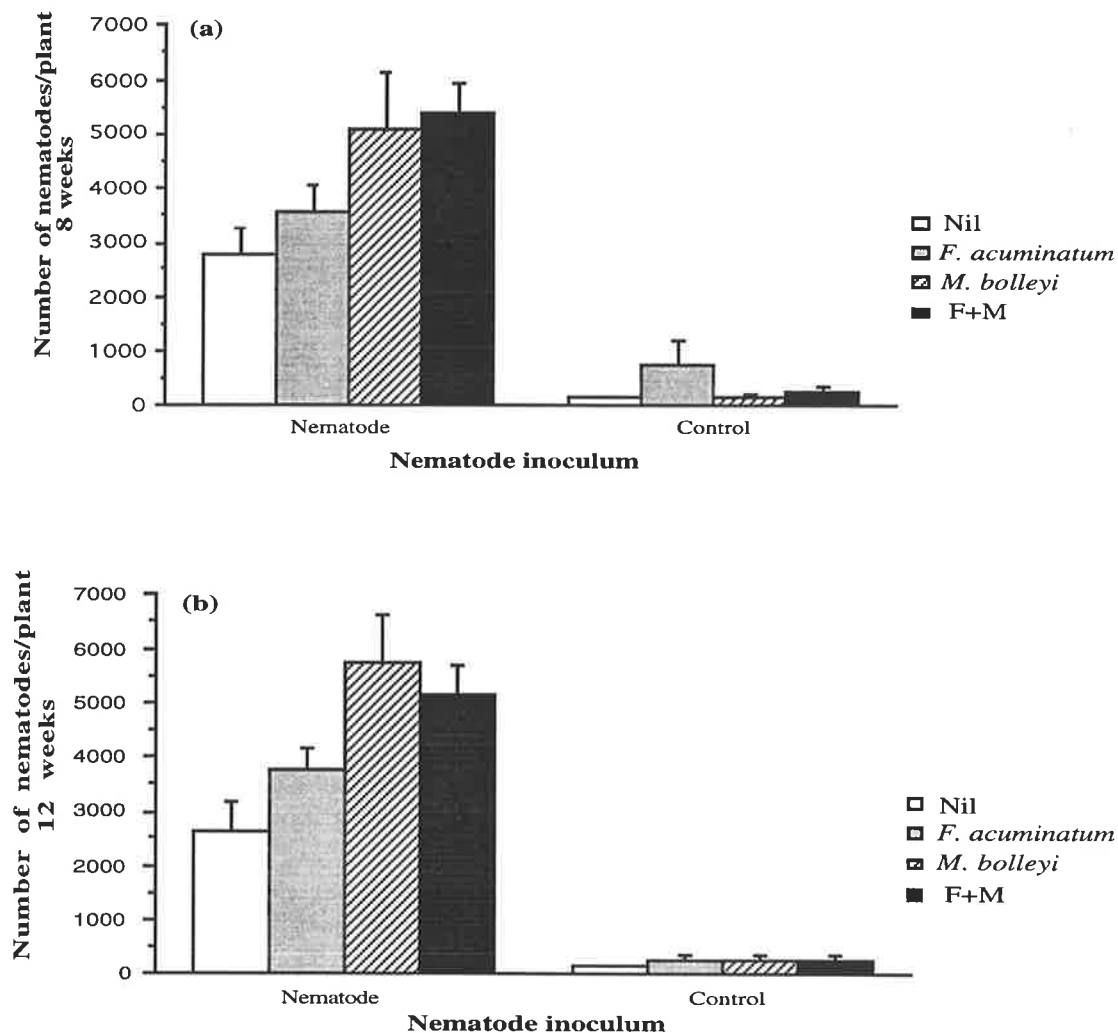 (a)
Number of nematodes/plant
8 weeks
7000
6000
5000
4000
3000
2000
1000
0
Nematode
Control
Nematode inoculum
Nil
F. acuminatum
M. bolleyi
F+M
(b)
Number of nematodes/plant
12 weeks
7000
6000
5000
4000
3000
2000
1000
0
Nematode
Control
Nematode inoculum
Nil
F. acuminatum
M. bolleyi
F+M